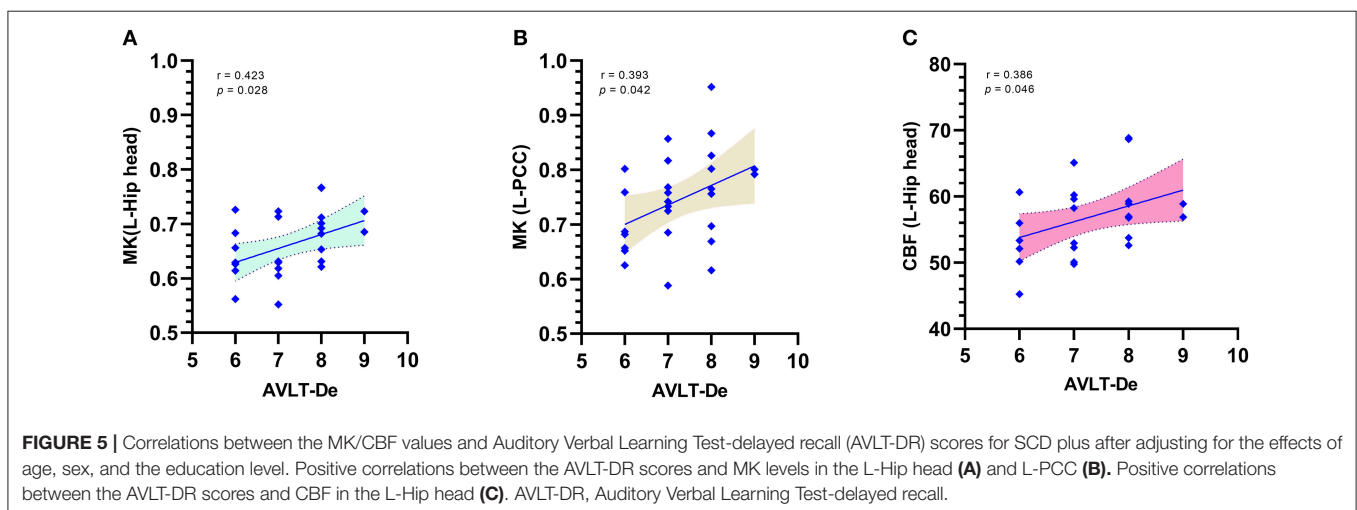 A
r = 0.423
p = 0.028
MK(L-Hip head)
1.0
0.9
0.8
0.7
0.6
0.5
5 6 7 8 9 10
AVLT-De
B
r = 0.393
p = 0.042
MK (L-PCC)
1.0
0.9
0.8
0.7
0.6
0.5
5 6 7 8 9 10
AVLT-De
C
r = 0.386
p = 0.046
CBF (L-Hip head)
80
70
60
50
40
5 6 7 8 9 10
AVLT-De
FIGURE 5 | Correlations between the MK/CBF values and Auditory Verbal Learning Test-delayed recall (AVLT-DR) scores for SCD plus after adjusting for the effects of
age, sex, and the education level. Positive correlations between the AVLT-DR scores and MK levels in the L-Hip head (A) and L-PCC (B). Positive correlations
between the AVLT-DR scores and CBF in the L-Hip head (C). AVLT-DR, Auditory Verbal Learning Test-delayed recall.